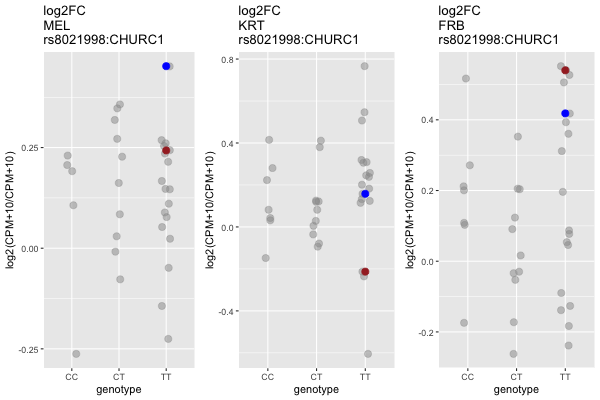 log2FC
MEL
rs8021998:CHURC1
log2(CPM+10/CPM+10)
0.25
0.00
-0.25
CC CT TT
genotype
log2FC
KRT
rs8021998:CHURC1
log2(CPM+10/CPM+10)
0.8
0.4
0.0
-0.4
CC CT TT
genotype
log2FC
FRB
rs8021998:CHURC1
log2(CPM+10/CPM+10)
0.4
0.2
0.0
-0.2
CC CT TT
genotype